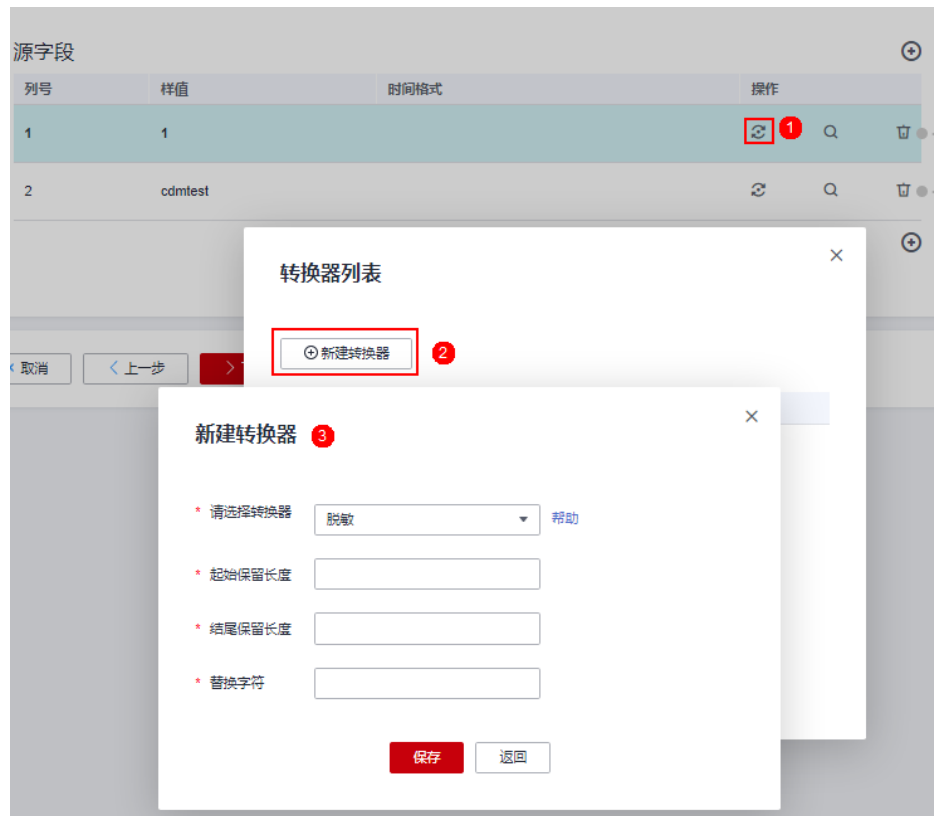 源字段
列号 样值 时间格式 操作
1 1 1
2 cdmtest
转换器列表
新建转换器 2
取消 上一步
新建转换器 3
* 请选择转换器 脱敏 帮助
* 起始保留长度
* 结尾保留长度
* 替换字符
保存 返回